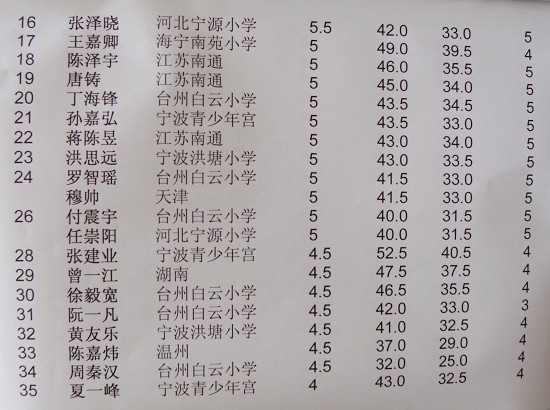 16 张泽晓 河北宁源小学 5.5 42.0 33.0 5
17 王嘉卿 海宁南苑小学 5 49.0 39.5 4
18 陈泽宇 江苏南通 5 46.0 35.5 5
19 唐铸 江苏南通 5 45.0 34.0 5
20 丁海锋 台州白云小学 5 43.5 34.5 5
21 孙嘉弘 宁波青少年宫 5 43.5 33.0 5
22 蒋陈昱 江苏南通 5 43.0 34.0 5
23 洪思远 宁波洪塘小学 5 43.0 33.5 5
24 罗智瑶 台州白云小学 5 41.5 33.0 5
穆帅 天津 5 41.5 33.0 5
26 付震宇 台州白云小学 5 40.0 31.5 5
任崇阳 河北宁源小学 5 40.0 31.5 5
28 张建业 宁波青少年宫 4.5 52.5 40.5 4
29 曾一江 湖南 4.5 47.5 37.5 4
30 徐毅宽 台州白云小学 4.5 46.5 35.5 4
31 阮一凡 台州白云小学 4.5 42.0 33.0 3
32 黄友乐 宁波洪塘小学 4.5 41.0 32.5 4
33 陈嘉炜 温州 4.5 37.0 29.0 4
34 周秦汉 台州白云小学 4.5 32.0 25.0 4
35 夏一峰 宁波青少年宫 4 43.0 32.5 4